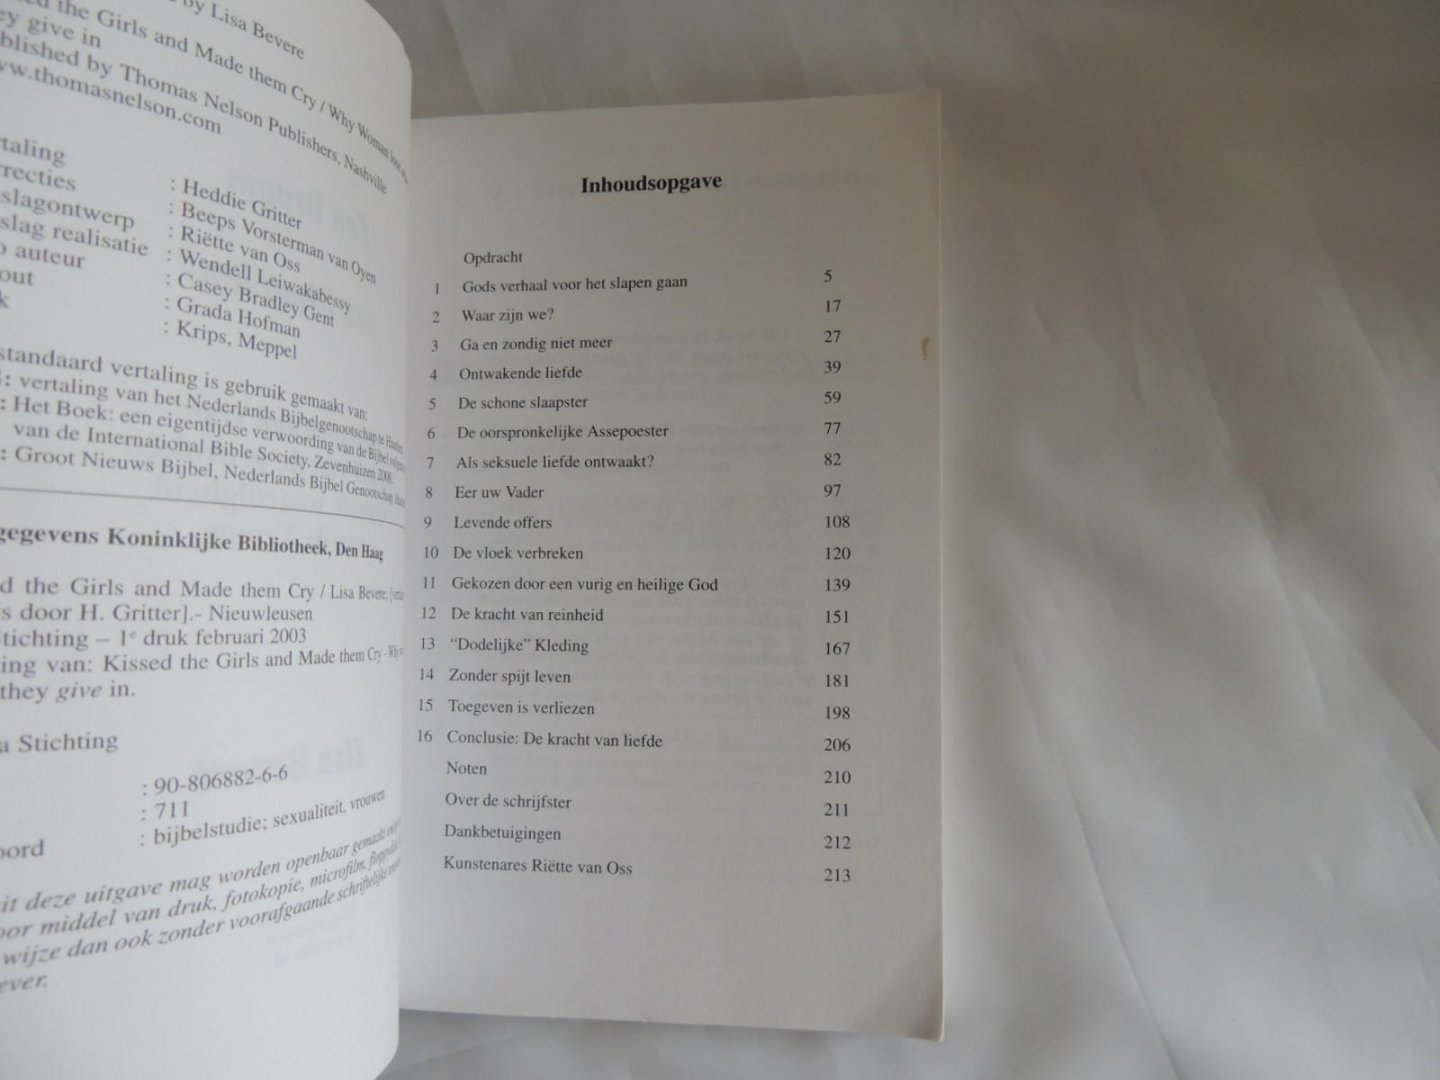 by Lisa Bevere
the Girls and Made them Cry / Why Woman
they give in
blished by Thomas Nelson Publishers, Nashville
ww.thomasnelson.com
rtaling : Heddie Gritter
rrecties : Beeps Vorsterman van Oyen
slagontwerp : Riëtte van Oss
slag realisatie : Wendell Leiwakabessy
o auteur : Casey Bradley Gent
out : Grada Hofman
k : Krips, Meppel
standaard vertaling is gebruik gemaakt van:
: vertaling van het Nederlands Bijbelgenootschap te Haarlem
: Het Boek: een eigentijdse verwoording van de Bijbel
van de International Bible Society, Zevenhuizen 2000.
: Groot Nieuws Bijbel, Nederlands Bijbel Genootschap,
gegevens Koninklijke Bibliotheek, Den Haag
d the Girls and Made them Cry / Lisa Bevere;
s door H. Gritter].- Nieuwleusen
Stichting – 1e druk februari 2003
ing van: Kissed the Girls and Made them Cry -
they give in.
a Stichting
: 90-806882-6-6
: 711
oord : bijbelstudie; sexualiteit, vrouwen
it deze uitgave mag worden openbaar gemaakt
oor middel van druk, fotokopie, microfilm,
wijze dan ook zonder voorafgaande schriftelijke
ever.
Inhoudsopgave
Opdracht
1 Gods verhaal voor het slapen gaan 5
2 Waar zijn we? 17
3 Ga en zondig niet meer 27
4 Ontwakende liefde 39
5 De schone slaapster 59
6 De oorspronkelijke Assepoester 77
7 Als seksuele liefde ontwaakt? 82
8 Eer uw Vader 97
9 Levende offers 108
10 De vloek verbreken 120
11 Gekozen door een vurig en heilige God 139
12 De kracht van reinheid 151
13 “Dodelijke” Kleding 167
14 Zonder spijt leven 181
15 Toegeven is verliezen 198
16 Conclusie: De kracht van liefde 206
Noten 210
Over de schrijfster 211
Dankbetuigingen 212
Kunstenares Riëtte van Oss 213